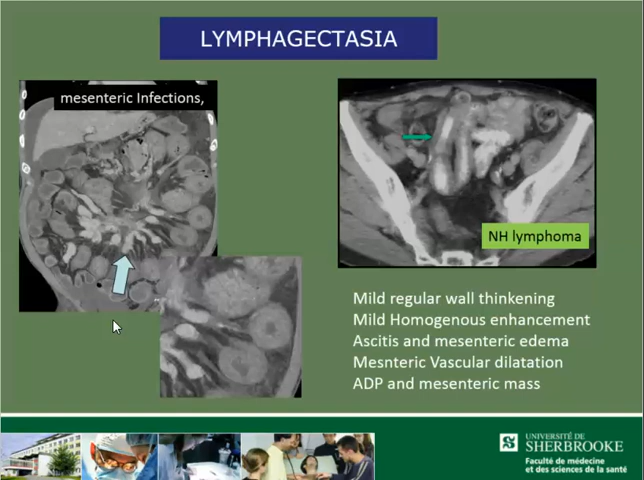 LYMPHAGECTASIA
mesenteric Infections,
NH lymphoma
Mild regular wall thinkening
Mild Homogenous enhancement
Ascitis and mesenteric edema
Mesnteric Vascular dilatation
ADP and mesenteric mass
UNIVERSITÉ DE
SHERBROOKE
Faculté de médecine
et des sciences de la santé